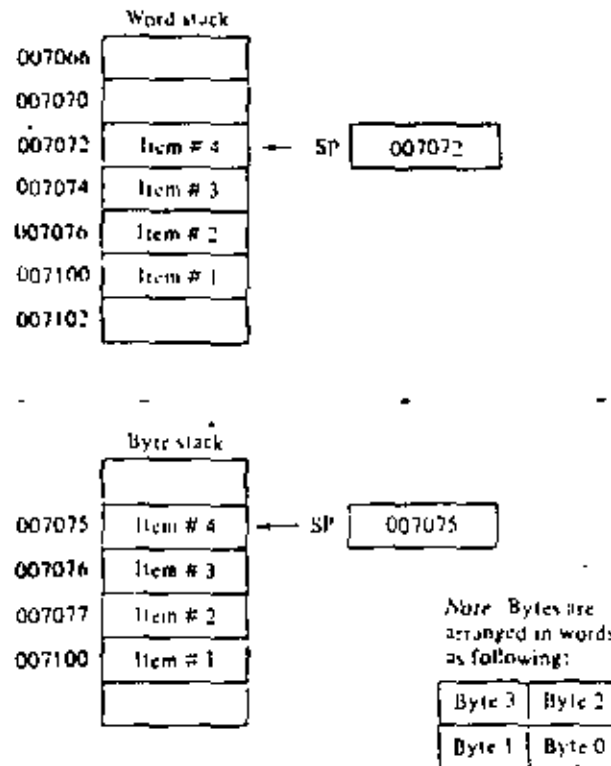 Word stack
007066
007070
007072 Item # 4 SP 007072
007074 Item # 3
007076 Item # 2
007100 Item # 1
007102
Byte stack
007075 Item # 4 SP 007075
007076 Item # 3
007077 Item # 2
007100 Item # 1
Note Bytes are
arranged in words
as following:
Byte 3 Byte 2
Byte 1 Byte 0